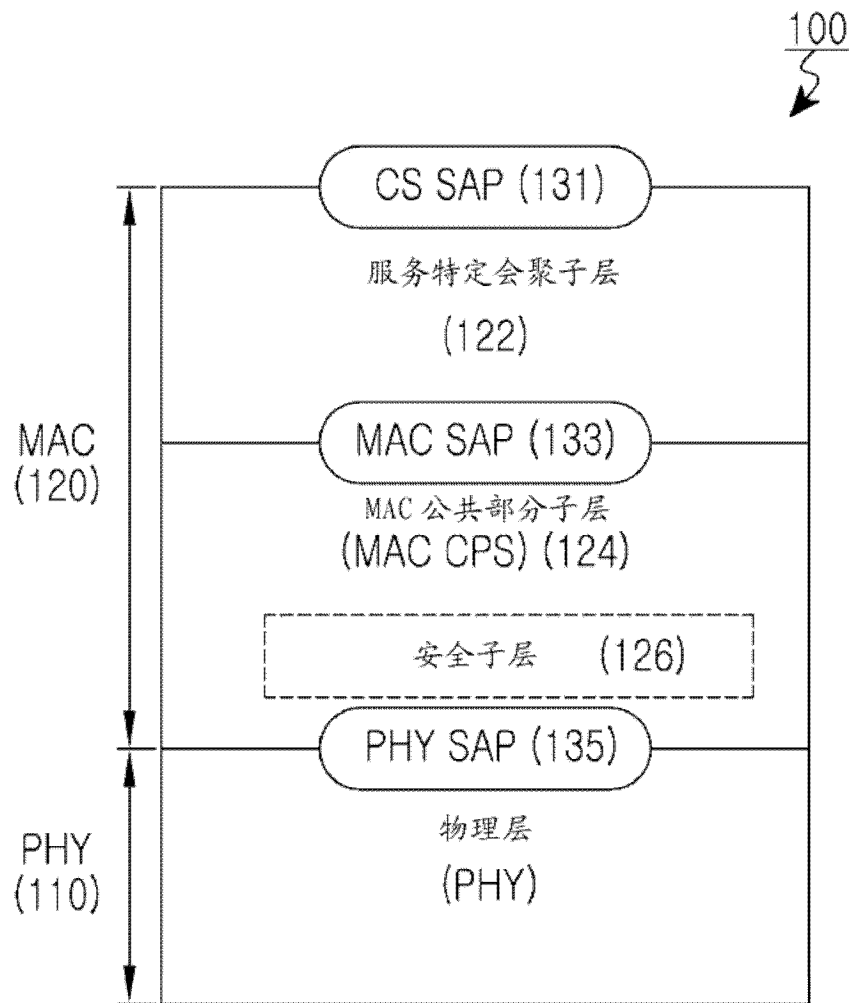 100
CS SAP (131)
服务特定会聚子层
(122)
MAC
(120)
MAC SAP (133)
MAC 公共部分子层
(MAC CPS) (124)
安全子层 (126)
PHY SAP (135)
PHY
(110)
物理层
(PHY)